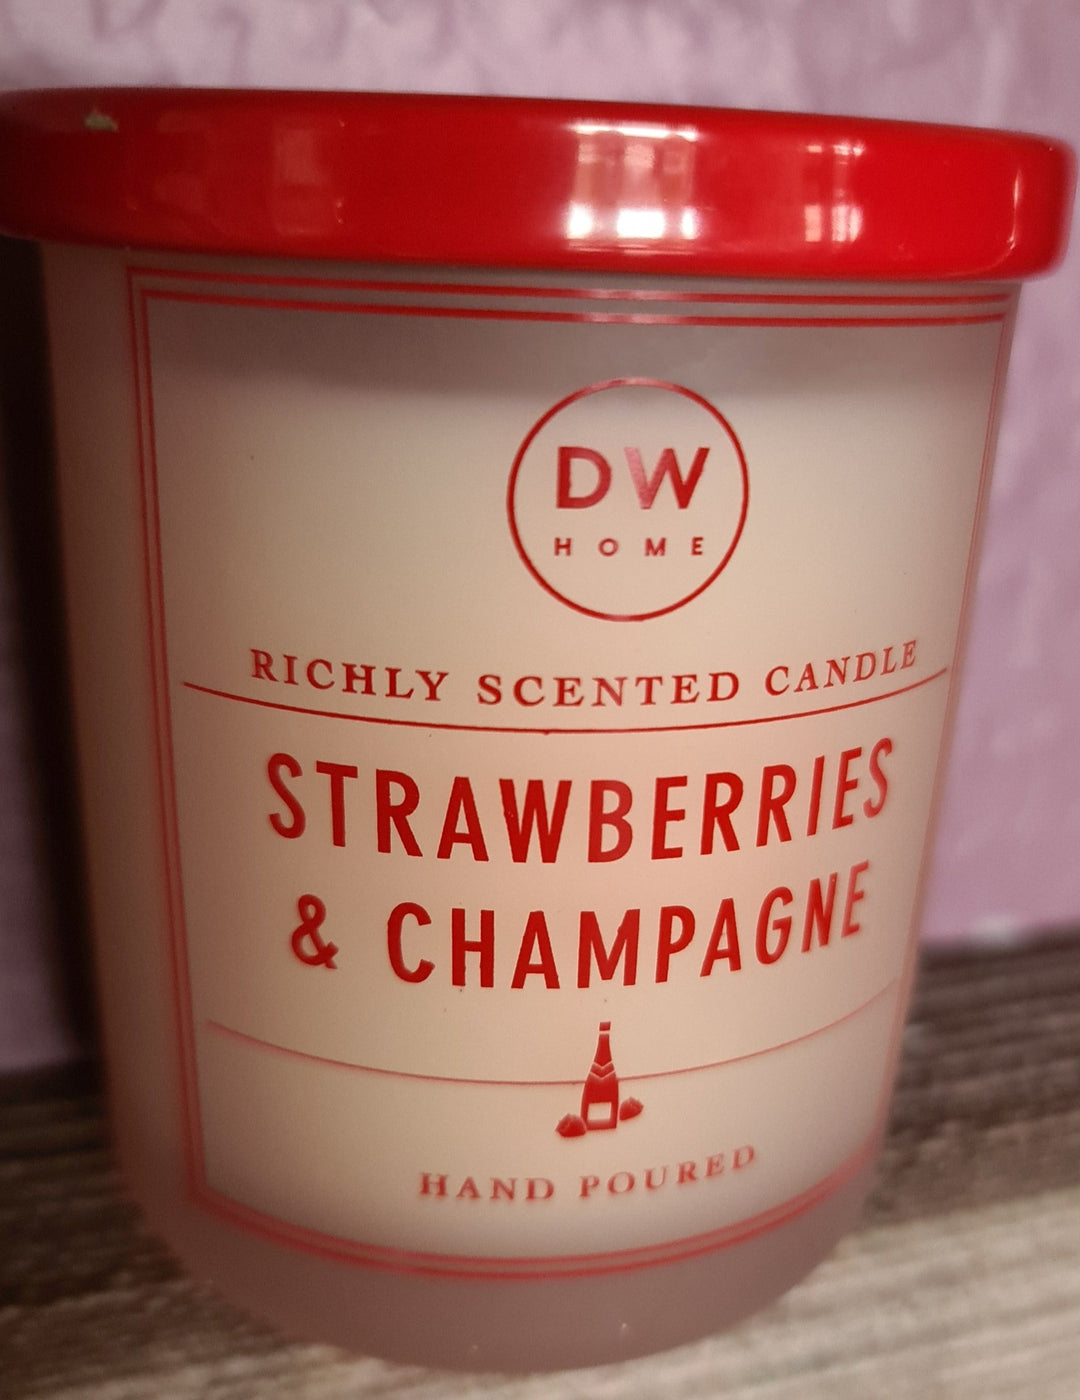 DW
HOME
RICHLY SCENTED CANDLE
STRAWBERRIES
& CHAMPAGNE
HAND POURED